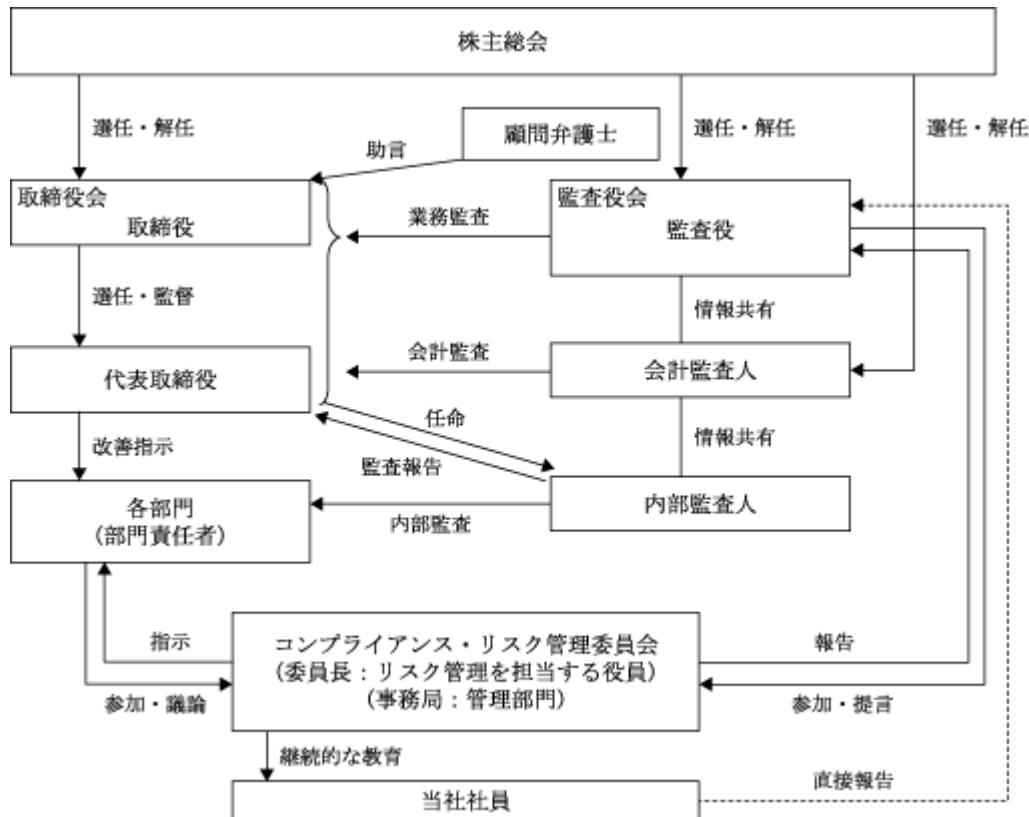 株主総会
選任・解任
選任・解任
選任・解任
顧問弁護士
助言
取締役会
取締役
業務監査
監査役会
監査役
選任・監督
情報共有
代表取締役
会計監査
会計監査人
任命
改善指示
監査報告
情報共有
各部門
(部門責任者)
内部監査
内部監査人
指示
コンプライアンス・リスク管理委員会
(委員長：リスク管理を担当する役員)
(事務局：管理部門)
報告
参加・議論
参加・提言
継続的な教育
当社社員
直接報告